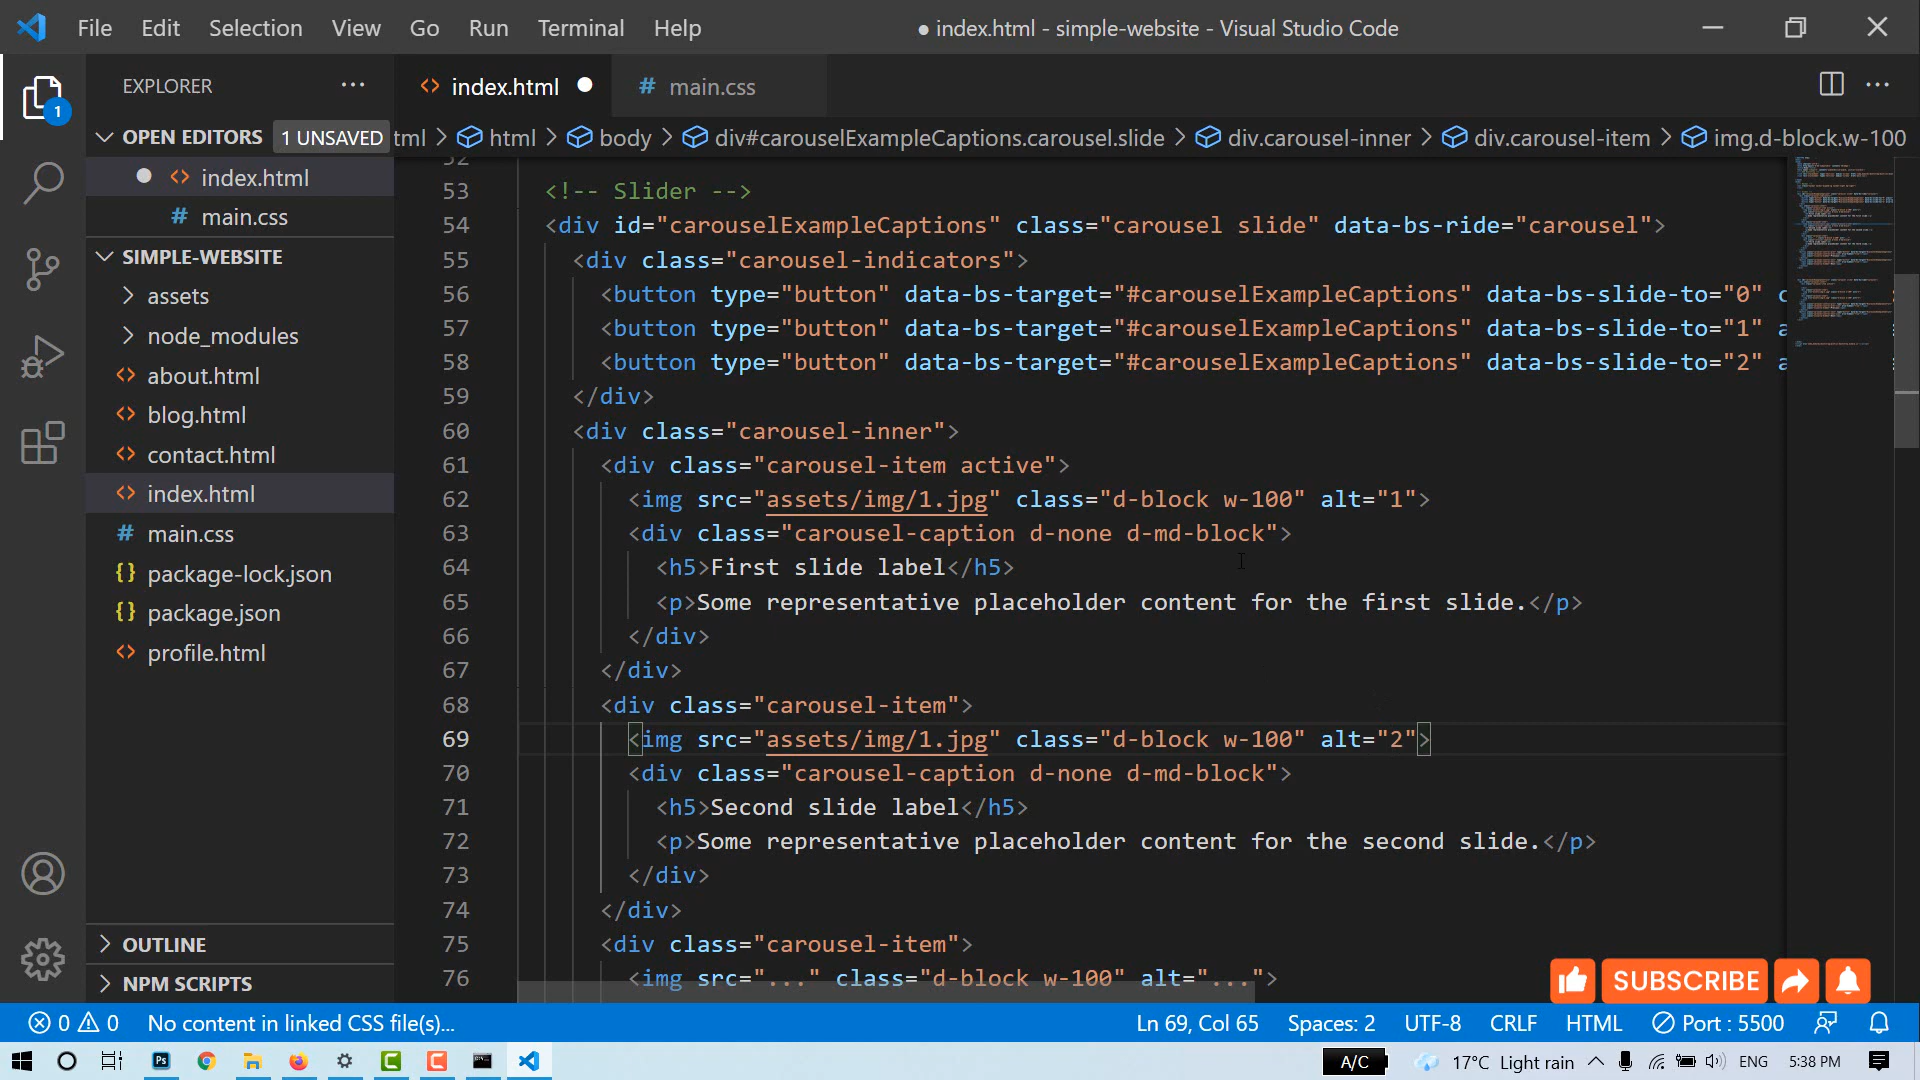 File Edit Selection View Go Run Terminal Help
● index.html - simple-website - Visual Studio Code
EXPLORER
index.html
main.css
OPEN EDITORS 1 UNSAVED
tml > html > body > div#carouselExampleCaptions.carousel.slide > div.carousel-inner > div.carousel-item > img.d-block.w-100
index.html
main.css
SIMPLE-WEBSITE
assets
node_modules
about.html
blog.html
contact.html
index.html
main.css
package-lock.json
package.json
profile.html
OUTLINE
NPM SCRIPTS
1
52
53 <!-- Slider -->
54 <div id="carouselExampleCaptions" class="carousel slide" data-bs-ride="carousel">
55 <div class="carousel-indicators">
56 <button type="button" data-bs-target="#carouselExampleCaptions" data-bs-slide-to="0" c
57 <button type="button" data-bs-target="#carouselExampleCaptions" data-bs-slide-to="1" a
58 <button type="button" data-bs-target="#carouselExampleCaptions" data-bs-slide-to="2" a
59 </div>
60 <div class="carousel-inner">
61 <div class="carousel-item active">
62 <img src="assets/img/1.jpg" class="d-block w-100" alt="1">
63 <div class="carousel-caption d-none d-md-block">
64 <h5>First slide label</h5>
65 <p>Some representative placeholder content for the first slide.</p>
66 </div>
67 </div>
68 <div class="carousel-item">
69 <img src="assets/img/1.jpg" class="d-block w-100" alt="2">
70 <div class="carousel-caption d-none d-md-block">
71 <h5>Second slide label</h5>
72 <p>Some representative placeholder content for the second slide.</p>
73 </div>
74 </div>
75 <div class="carousel-item">
76 <img src="..." class="d-block w-100" alt="...">
SUBSCRIBE
0 0 No content in linked CSS file(s)...
Ln 69, Col 65 Spaces: 2 UTF-8 CRLF HTML Port : 5500
Ps
A/C 17°C Light rain ENG 5:38 PM